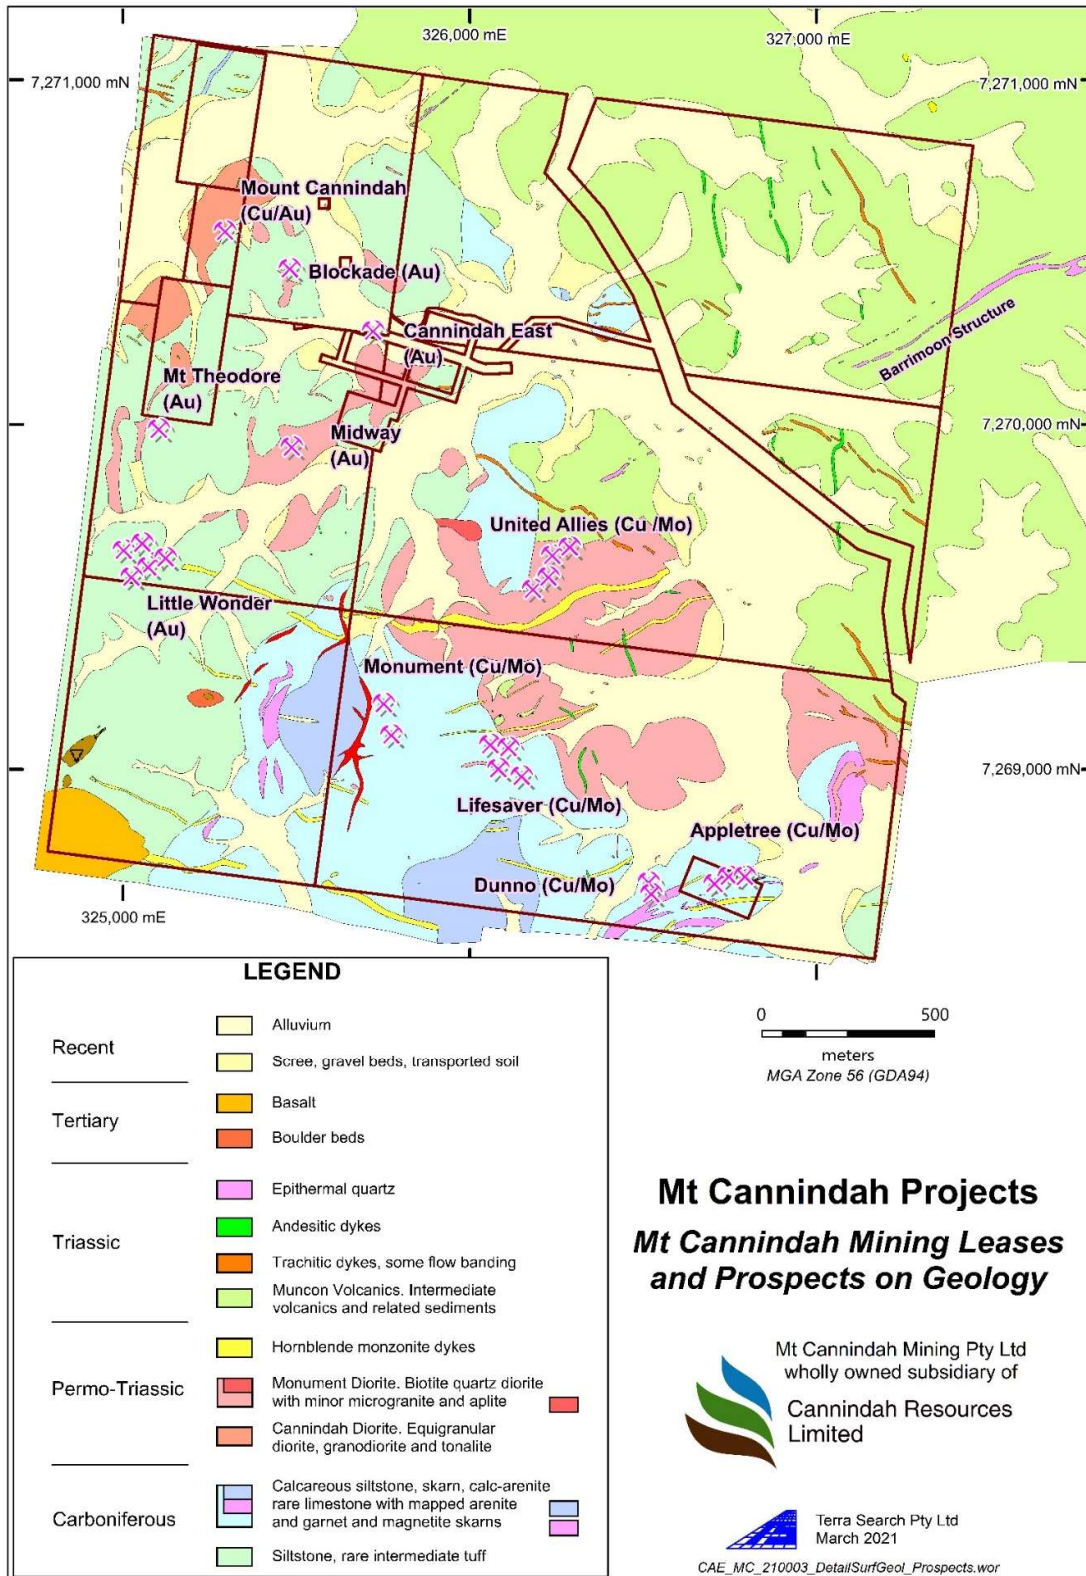 326,000 mE
327,000 mE
7,271,000 mN
7,271,000 mN
Mount Cannindah
(Cu/Au)
Blockade (Au)
Cannindah East
(Au)
Barrimoon Structure
Mt Theodore
(Au)
Midway
(Au)
7,270,000 mN
United Allies (Cu /Mo)
Little Wonder
(Au)
Monument (Cu/Mo)
7,269,000 mN
Lifesaver (Cu/Mo)
Appletree (Cu/Mo)
Dunno (Cu/Mo)
325,000 mE
LEGEND
Recent
Alluvium
Scree, gravel beds, transported soil
Tertiary
Basalt
Boulder beds
Triassic
Epithermal quartz
Andesitic dykes
Trachitic dykes, some flow banding
Muncon Volcanics. Intermediate
volcanics and related sediments
Permo-Triassic
Hornblende monzonite dykes
Monument Diorite. Biotite quartz diorite
with minor microgranite and aplite
Cannindah Diorite. Equigranular
diorite, granodiorite and tonalite
Carboniferous
Calcareous siltstone, skarn, calc-arenite
rare limestone with mapped arenite
and garnet and magnetite skarns
Siltstone, rare intermediate tuff
0 500
meters
MGA Zone 56 (GDA94)
Mt Cannindah Projects
Mt Cannindah Mining Leases
and Prospects on Geology
Mt Cannindah Mining Pty Ltd
wholly owned subsidiary of
Cannindah Resources
Limited
Terra Search Pty Ltd
March 2021
CAE_MC_210003_DetailSurfGeol_Prospects.wor